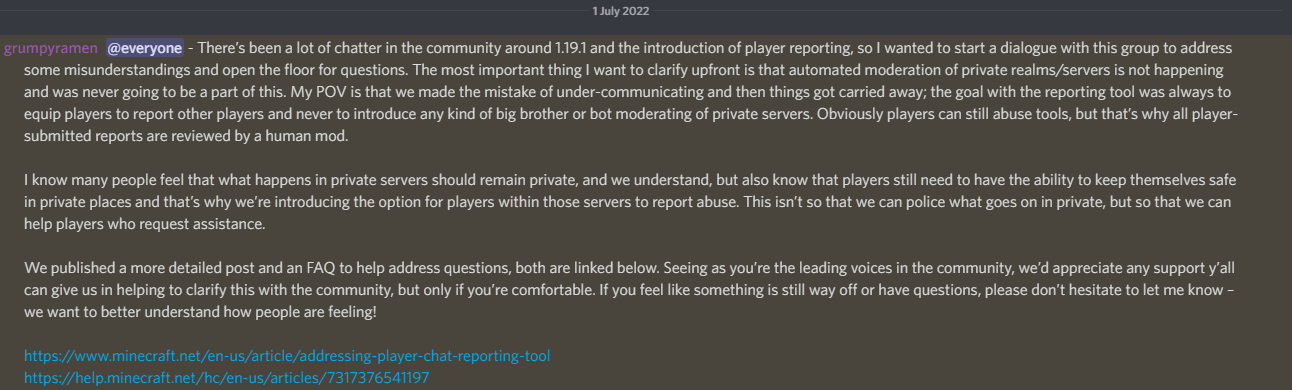 1 July 2022
grumpyramen @everyone - There's been a lot of chatter in the community around 1.19.1 and the introduction of player reporting, so I wanted to start a dialogue with this group to address
some misunderstandings and open the floor for questions. The most important thing I want to clarify upfront is that automated moderation of private realms/servers is not happening
and was never going to be a part of this. My POV is that we made the mistake of under-communicating and then things got carried away; the goal with the reporting tool was always to
equip players to report other players and never to introduce any kind of big brother or bot moderating of private servers. Obviously players can still abuse tools, but that's why all player-
submitted reports are reviewed by a human mod.
I know many people feel that what happens in private servers should remain private, and we understand, but also know that players still need to have the ability to keep themselves safe
in private places and that's why we're introducing the option for players within those servers to report abuse. This isn't so that we can police what goes on in private, but so that we can
help players who request assistance.
We published a more detailed post and an FAQ to help address questions, both are linked below. Seeing as you're the leading voices in the community, we'd appreciate any support y'all
can give us in helping to clarify this with the community, but only if you're comfortable. If you feel like something is still way off or have questions, please don't hesitate to let me know –
we want to better understand how people are feeling!
https://www.minecraft.net/en-us/article/addressing-player-chat-reporting-tool
https://help.minecraft.net/hc/en-us/articles/7317376541197